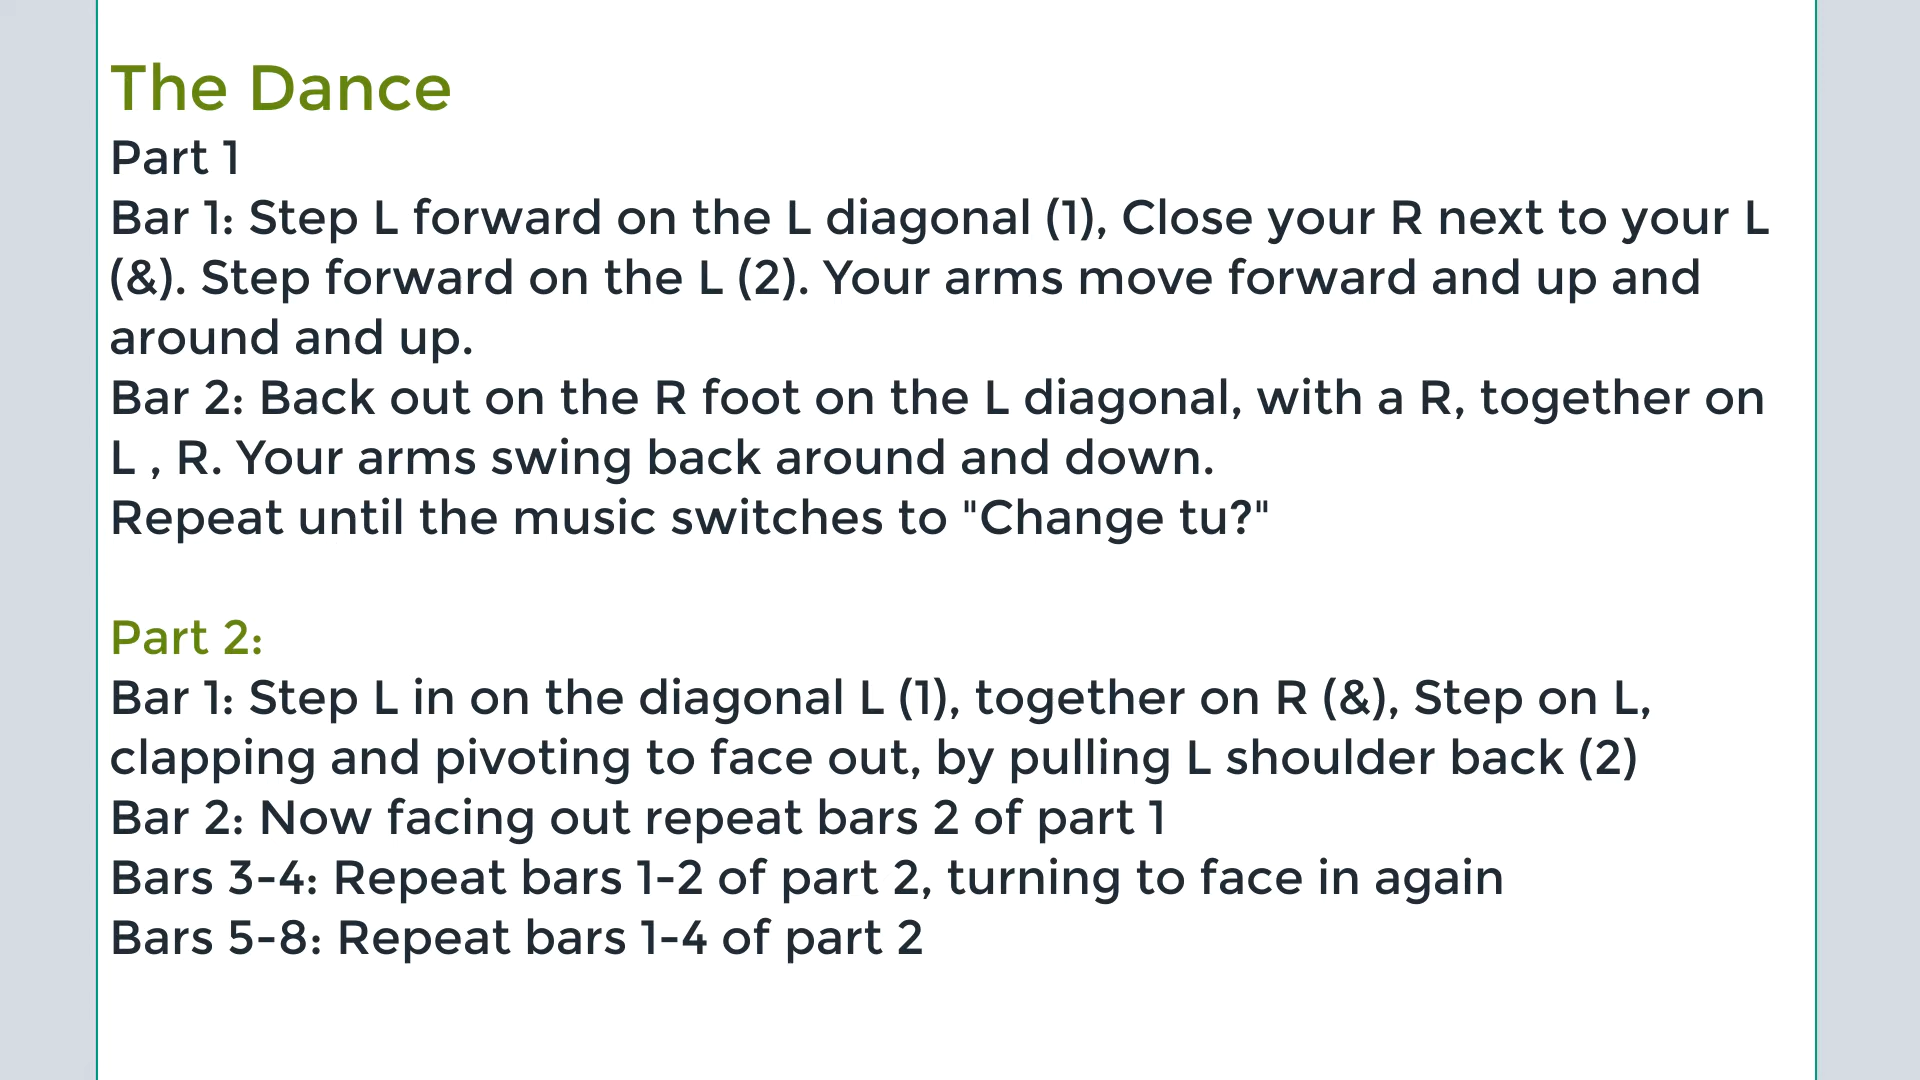 The Dance
Part 1
Bar 1: Step L forward on the L diagonal (1), Close your R next to your L
(&). Step forward on the L (2). Your arms move forward and up and
around and up.
Bar 2: Back out on the R foot on the L diagonal, with a R, together on
L , R. Your arms swing back around and down.
Repeat until the music switches to "Change tu?"
Part 2:
Bar 1: Step L in on the diagonal L (1), together on R (&), Step on L,
clapping and pivoting to face out, by pulling L shoulder back (2)
Bar 2: Now facing out repeat bars 2 of part 1
Bars 3-4: Repeat bars 1-2 of part 2, turning to face in again
Bars 5-8: Repeat bars 1-4 of part 2